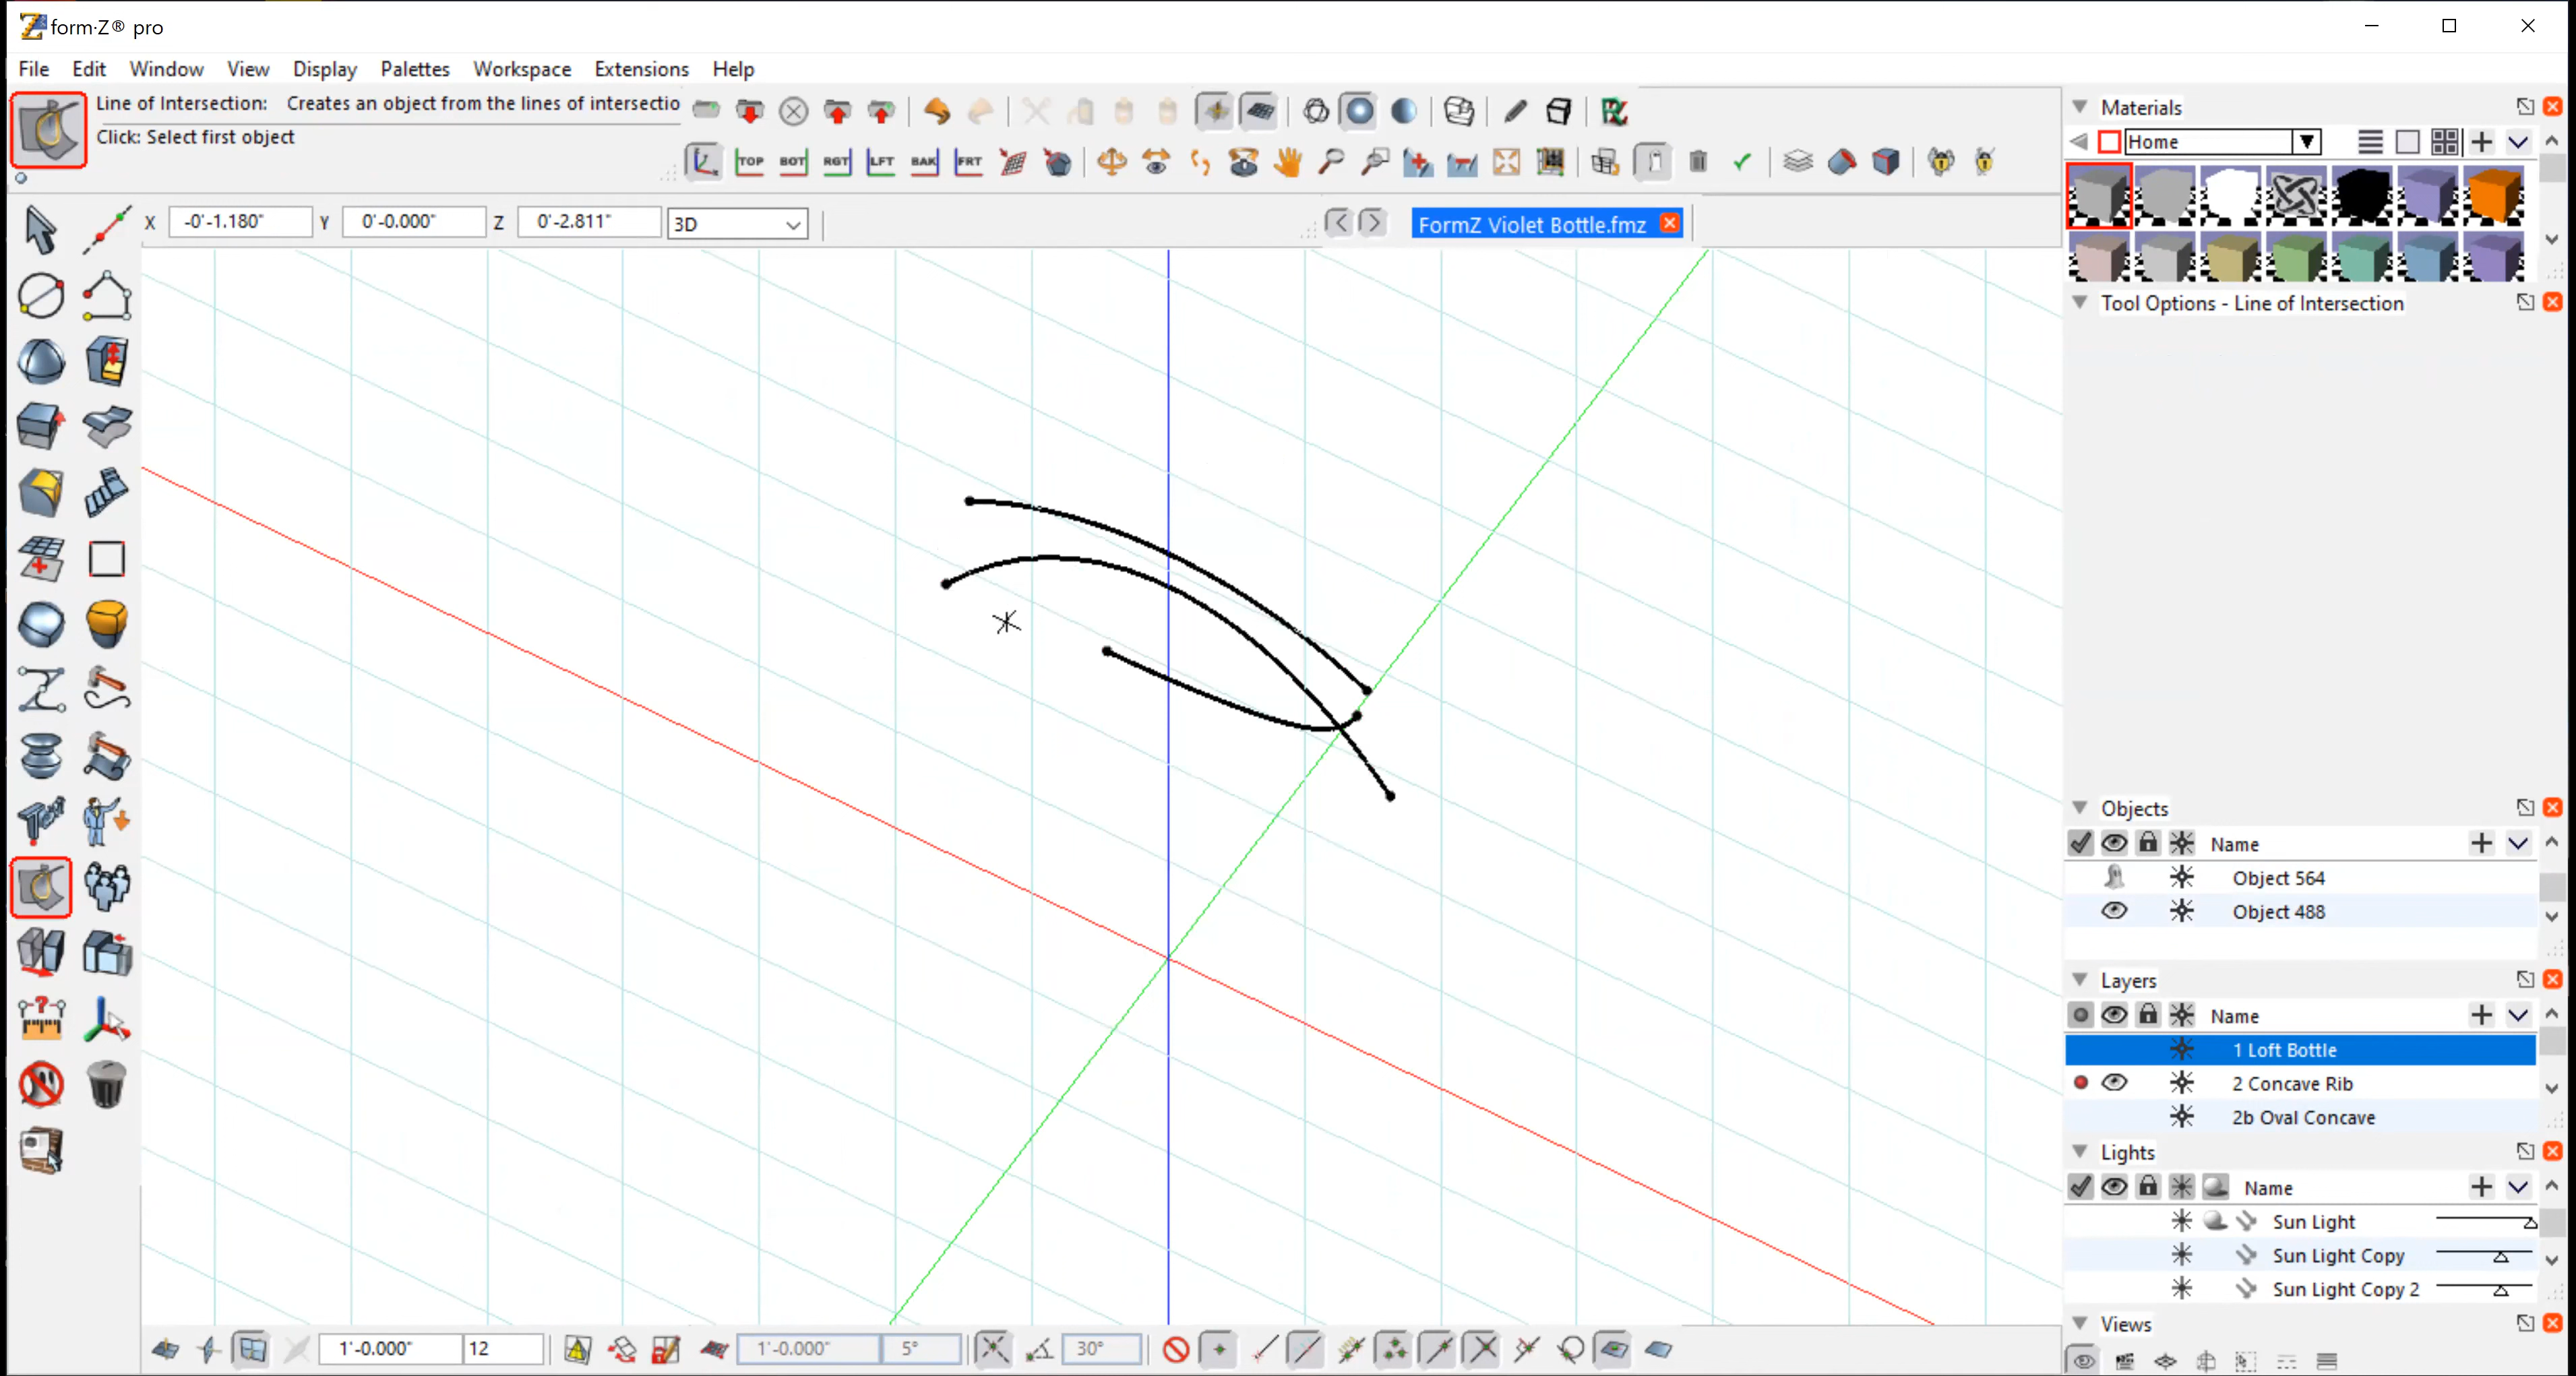 form·Z® pro
File Edit Window View Display Palettes Workspace Extensions Help
Line of Intersection: Creates an object from the lines of intersectio
Click: Select first object
TOP BOT RGT LFT BAK FRT
X -0'-1.180" Y 0'-0.000" Z 0'-2.811" 3D
FormZ Violet Bottle.fmz
Materials
Home
Tool Options - Line of Intersection
Objects
Name
Object 564
Object 488
Layers
Name
1 Loft Bottle
2 Concave Rib
2b Oval Concave
Lights
Name
Sun Light
Sun Light Copy
Sun Light Copy 2
Views
1'-0.000" 12 1'-0.000" 5° 30°